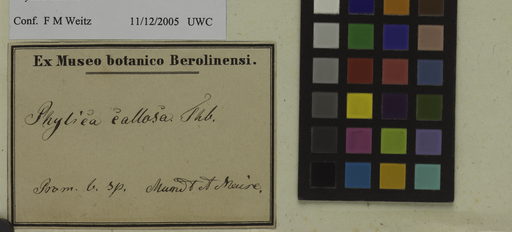 Conf. F M Weitz 11/12/2005 UWC
Ex Museo botanico Berolinensi.
Phylica callosa Thb.
Prom. b. sp. Mundt et Maire.